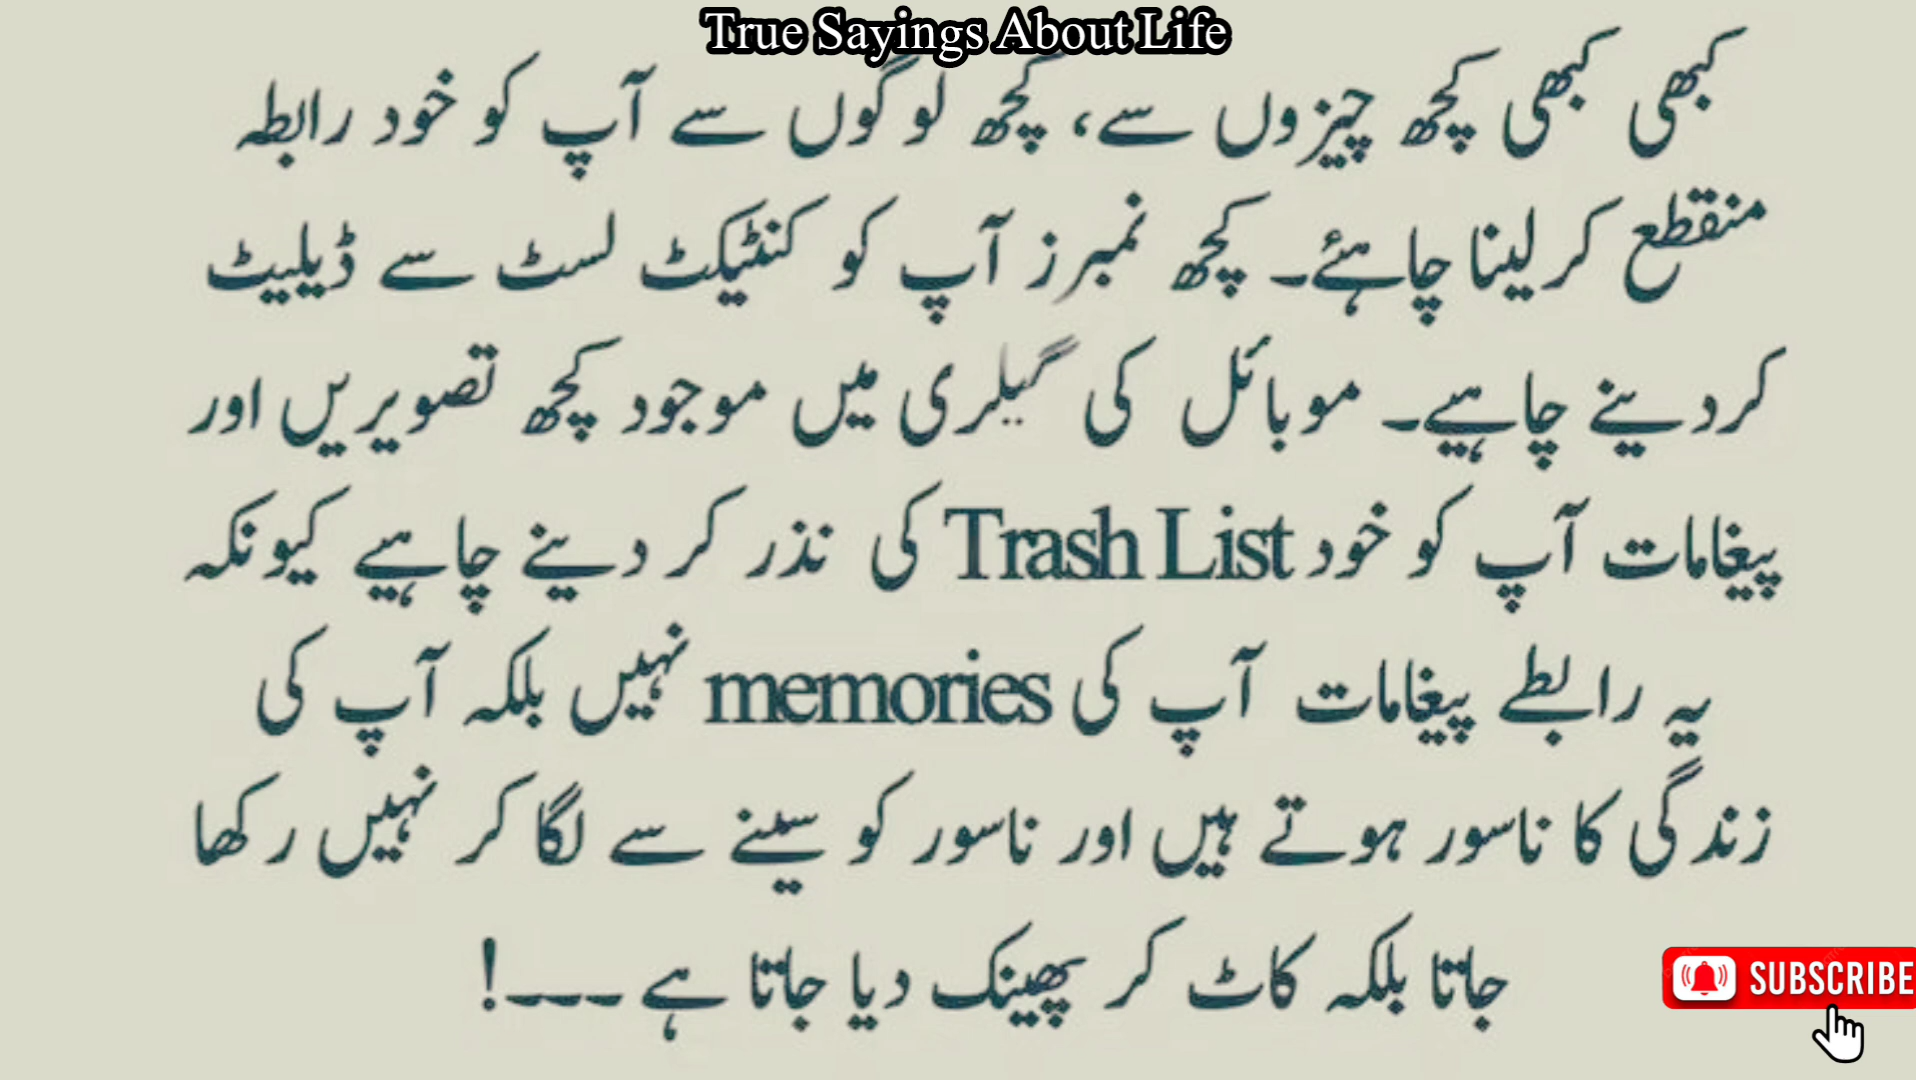 True Sayings About Life
کبھی کبھی کچھ چیزوں سے، کچھ لوگوں سے آپ کو خود رابطہ
منقطع کر لینا چاہئے۔ کچھ نمبرز آپ کو کنٹیکٹ لسٹ سے ڈیلیٹ
کردینے چاہیے۔ موبائل کی گیلری میں موجود کچھ تصویریں اور
پیغامات آپ کو خود Trash List کی نذر کر دینے چاہیے کیونکہ
یہ رابطے پیغامات آپ کی memories نہیں بلکہ آپ کی
زندگی کا ناسور ہوتے ہیں اور ناسور کو سینے سے لگا کر نہیں رکھا
جاتا بلکہ کاٹ کر پھینک دیا جاتا ہے ۔۔۔!
SUBSCRIBE